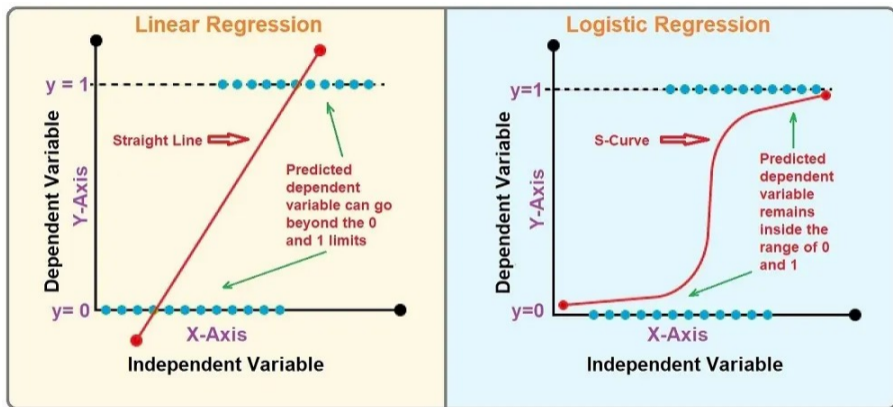 Linear Regression
y = 1
Straight Line
Predicted
dependent
variable can go
beyond the 0
and 1 limits
Dependent Variable
Y-Axis
y= 0
X-Axis
Independent Variable
Logistic Regression
y=1
S-Curve
Predicted
dependent
variable
remains
inside the
range of 0
and 1
Dependent Variable
Y-Axis
y=0
X-Axis
Independent Variable